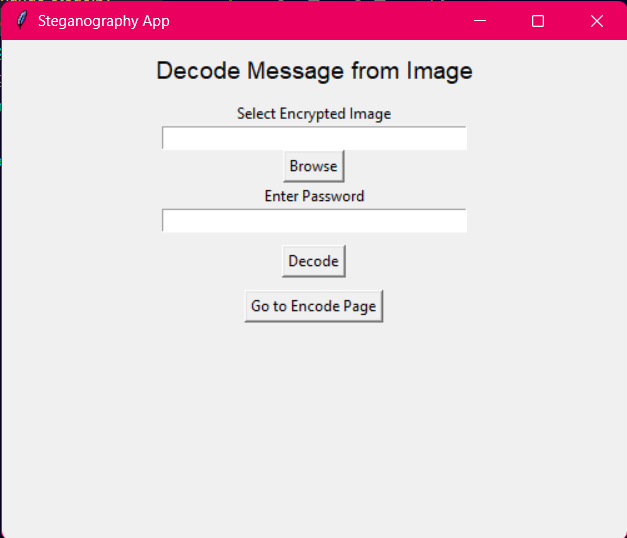 Steganography App
Decode Message from Image
Select Encrypted Image
Browse
Enter Password
Decode
Go to Encode Page